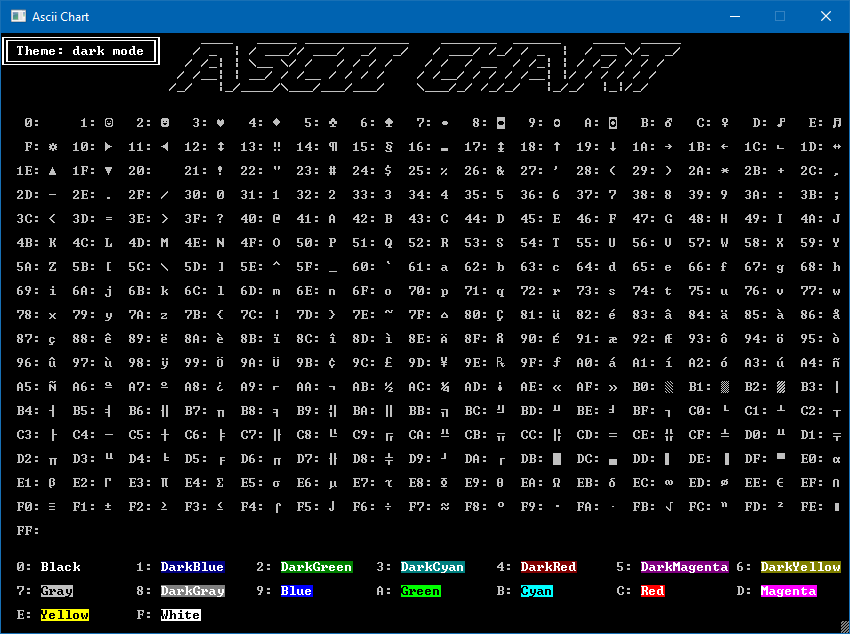 Ascii Chart
Theme: dark mode
ASCII CHART
0: 1: ☺ 2: ☻ 3: ♥ 4: ♦ 5: ♣ 6: ♠ 7: • 8: ◘ 9: ○ A: ◙ B: ♂ C: ♀ D: ♪ E: ♫
F: ☼ 10: ► 11: ◄ 12: ↕ 13: ‼ 14: ¶ 15: § 16: ▬ 17: ↨ 18: ↑ 19: ↓ 1A: → 1B: ← 1C: ∟ 1D: ↔
1E: ▲ 1F: ▼ 20: 21: ! 22: " 23: # 24: $ 25: % 26: & 27: ' 28: ( 29: ) 2A: * 2B: + 2C: ,
2D: - 2E: . 2F: / 30: 0 31: 1 32: 2 33: 3 34: 4 35: 5 36: 6 37: 7 38: 8 39: 9 3A: : 3B: ;
3C: < 3D: = 3E: > 3F: ? 40: @ 41: A 42: B 43: C 44: D 45: E 46: F 47: G 48: H 49: I 4A: J
4B: K 4C: L 4D: M 4E: N 4F: O 50: P 51: Q 52: R 53: S 54: T 55: U 56: V 57: W 58: X 59: Y
5A: Z 5B: [ 5C: \ 5D: ] 5E: ^ 5F: _ 60: ` 61: a 62: b 63: c 64: d 65: e 66: f 67: g 68: h
69: i 6A: j 6B: k 6C: l 6D: m 6E: n 6F: o 70: p 71: q 72: r 73: s 74: t 75: u 76: v 77: w
78: x 79: y 7A: z 7B: { 7C: ¦ 7D: } 7E: ~ 7F: ⌂ 80: Ç 81: ü 82: é 83: â 84: ä 85: à 86: å
87: ç 88: ê 89: ë 8A: è 8B: ï 8C: î 8D: ì 8E: Ä 8F: Å 90: É 91: æ 92: Æ 93: ô 94: ö 95: ò
96: û 97: ù 98: ÿ 99: Ö 9A: Ü 9B: ¢ 9C: £ 9D: ¥ 9E: ₧ 9F: ƒ A0: á A1: í A2: ó A3: ú A4: ñ
A5: Ñ A6: ª A7: º A8: ¿ A9: ⌐ AA: ¬ AB: ½ AC: ¼ AD: ¡ AE: « AF: » B0: ░ B1: ▒ B2: ▓ B3: │
B4: ┤ B5: ╡ B6: ╢ B7: ╖ B8: ╕ B9: ╣ BA: ║ BB: ╗ BC: ╝ BD: ╜ BE: ╛ BF: ┐ C0: └ C1: ┴ C2: ┬
C3: ├ C4: ─ C5: ┼ C6: ╞ C7: ╟ C8: ╚ C9: ╔ CA: ╩ CB: ╦ CC: ╠ CD: ═ CE: ╬ CF: ╧ D0: ╨ D1: ╤
D2: ╥ D3: ╙ D4: ╘ D5: ╒ D6: ╓ D7: ╫ D8: ╪ D9: ┘ DA: ┌ DB: █ DC: ▄ DD: ▌ DE: ▐ DF: ▀ E0: α
E1: β E2: Γ E3: π E4: Σ E5: σ E6: µ E7: τ E8: Φ E9: θ EA: Ω EB: δ EC: ∞ ED: ø EE: ∈ EF: ∩
F0: ≡ F1: ± F2: ≥ F3: ≤ F4: ⌠ F5: ⌡ F6: ÷ F7: ≈ F8: ° F9: · FA: · FB: √ FC: ⁿ FD: ² FE: ■
FF:
0: Black 1: DarkBlue 2: DarkGreen 3: DarkCyan 4: DarkRed 5: DarkMagenta 6: DarkYellow
7: Gray 8: DarkGray 9: Blue A: Green B: Cyan C: Red D: Magenta
E: Yellow F: White